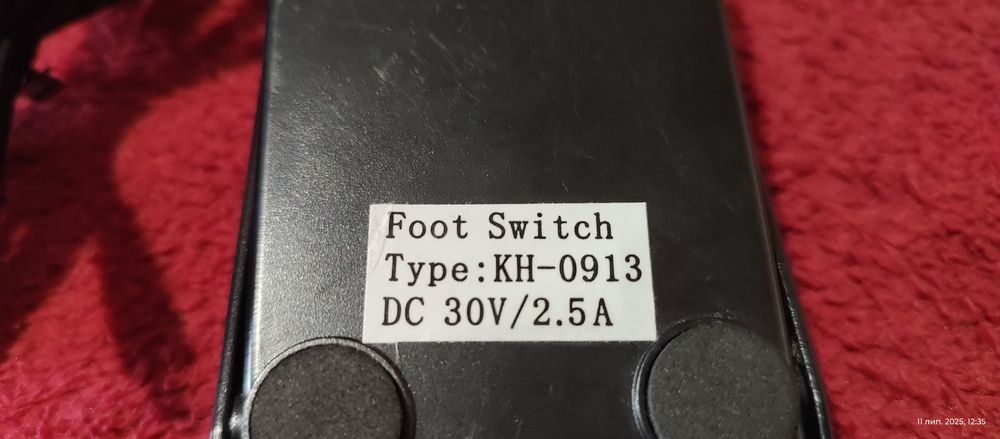 Foot Switch
Type:KH-0913
DC 30V/2.5A
11 лип. 2025, 12:35